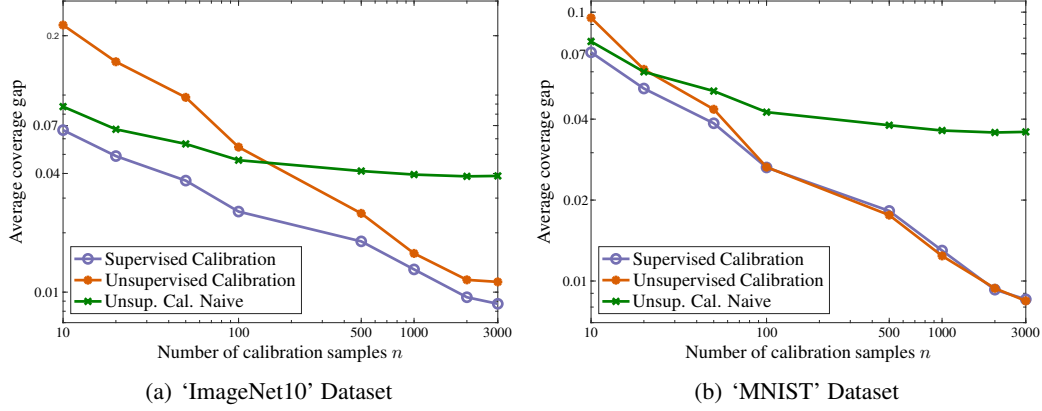 0.2
0.07
0.04
0.01
Average coverage gap
Supervised Calibration
Unsupervised Calibration
Unsup. Cal. Naive
10 100 500 1000 3000
Number of calibration samples n
(a) ‘ImageNet10’ Dataset
0.1
0.07
0.04
0.02
0.01
Average coverage gap
Supervised Calibration
Unsupervised Calibration
Unsup. Cal. Naive
10 100 500 1000 3000
Number of calibration samples n
(b) ‘MNIST’ Dataset